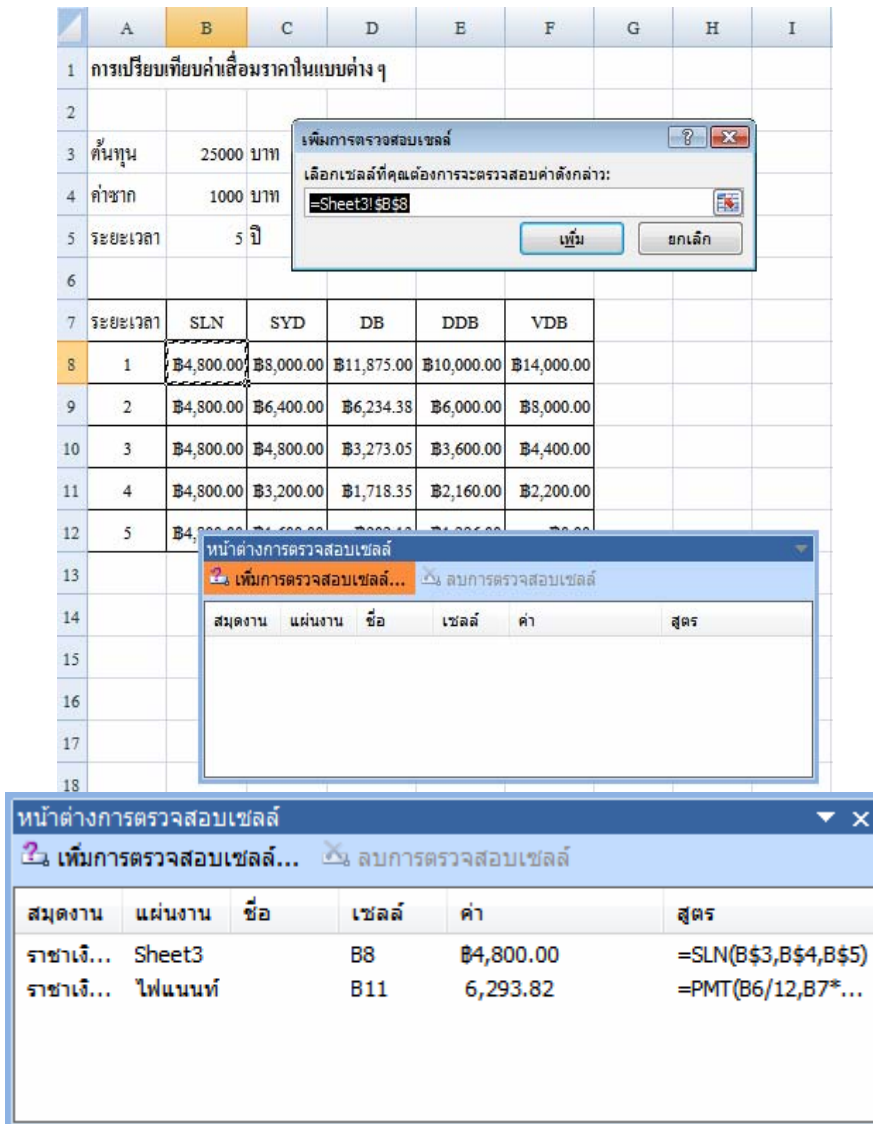 A B C D E F G H I
1 การเปรียบเทียบค่าเสื่อมราคาในแบบต่าง ๆ
2
เพิ่มการตรวจสอบเซลล์
3 ต้นทุน 25000 บาท
เลือกเซลล์ที่คุณต้องการจะตรวจสอบค่าดังกล่าว:
4 ค่าซาก 1000 บาท
=Sheet3!$B$8
5 ระยะเวลา 5 ปี
เพิ่ม ยกเลิก
6
7 ระยะเวลา SLN SYD DB DDB VDB
8 1 ฿4,800.00 ฿8,000.00 ฿11,875.00 ฿10,000.00 ฿14,000.00
9 2 ฿4,800.00 ฿6,400.00 ฿6,234.38 ฿6,000.00 ฿8,000.00
10 3 ฿4,800.00 ฿4,800.00 ฿3,273.05 ฿3,600.00 ฿4,400.00
11 4 ฿4,800.00 ฿3,200.00 ฿1,718.35 ฿2,160.00 ฿2,200.00
12 5
หน้าต่างการตรวจสอบเซลล์
13
เพิ่มการตรวจสอบเซลล์... ลบการตรวจสอบเซลล์
14
สมุดงาน แผ่นงาน ชื่อ เซลล์ ค่า สูตร
15
16
17
18
หน้าต่างการตรวจสอบเซลล์
เพิ่มการตรวจสอบเซลล์... ลบการตรวจสอบเซลล์
สมุดงาน แผ่นงาน ชื่อ เซลล์ ค่า สูตร
ราชาเงิ... Sheet3 B8 ฿4,800.00 =SLN(B$3,B$4,B$5)
ราชาเงิ... ไฟแนนท์ B11 6,293.82 =PMT(B6/12,B7*...